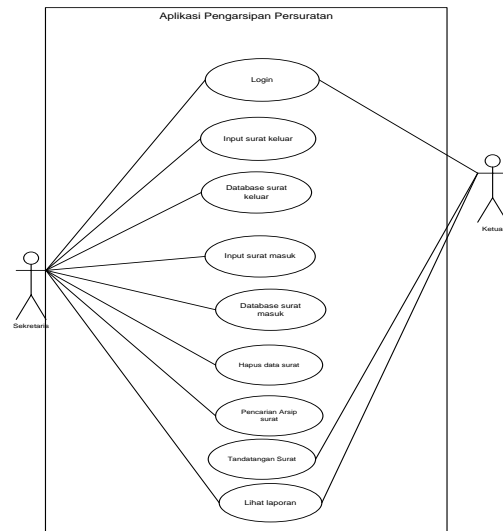 Aplikasi Pengarsipan Persuratan
Login
Input surat keluar
Database surat
keluar
Input surat masuk
Database surat
masuk
Hapus data surat
Pencarian Arsip
surat
Tandatangan Surat
Lihat laporan
Sekretaris
Ketua